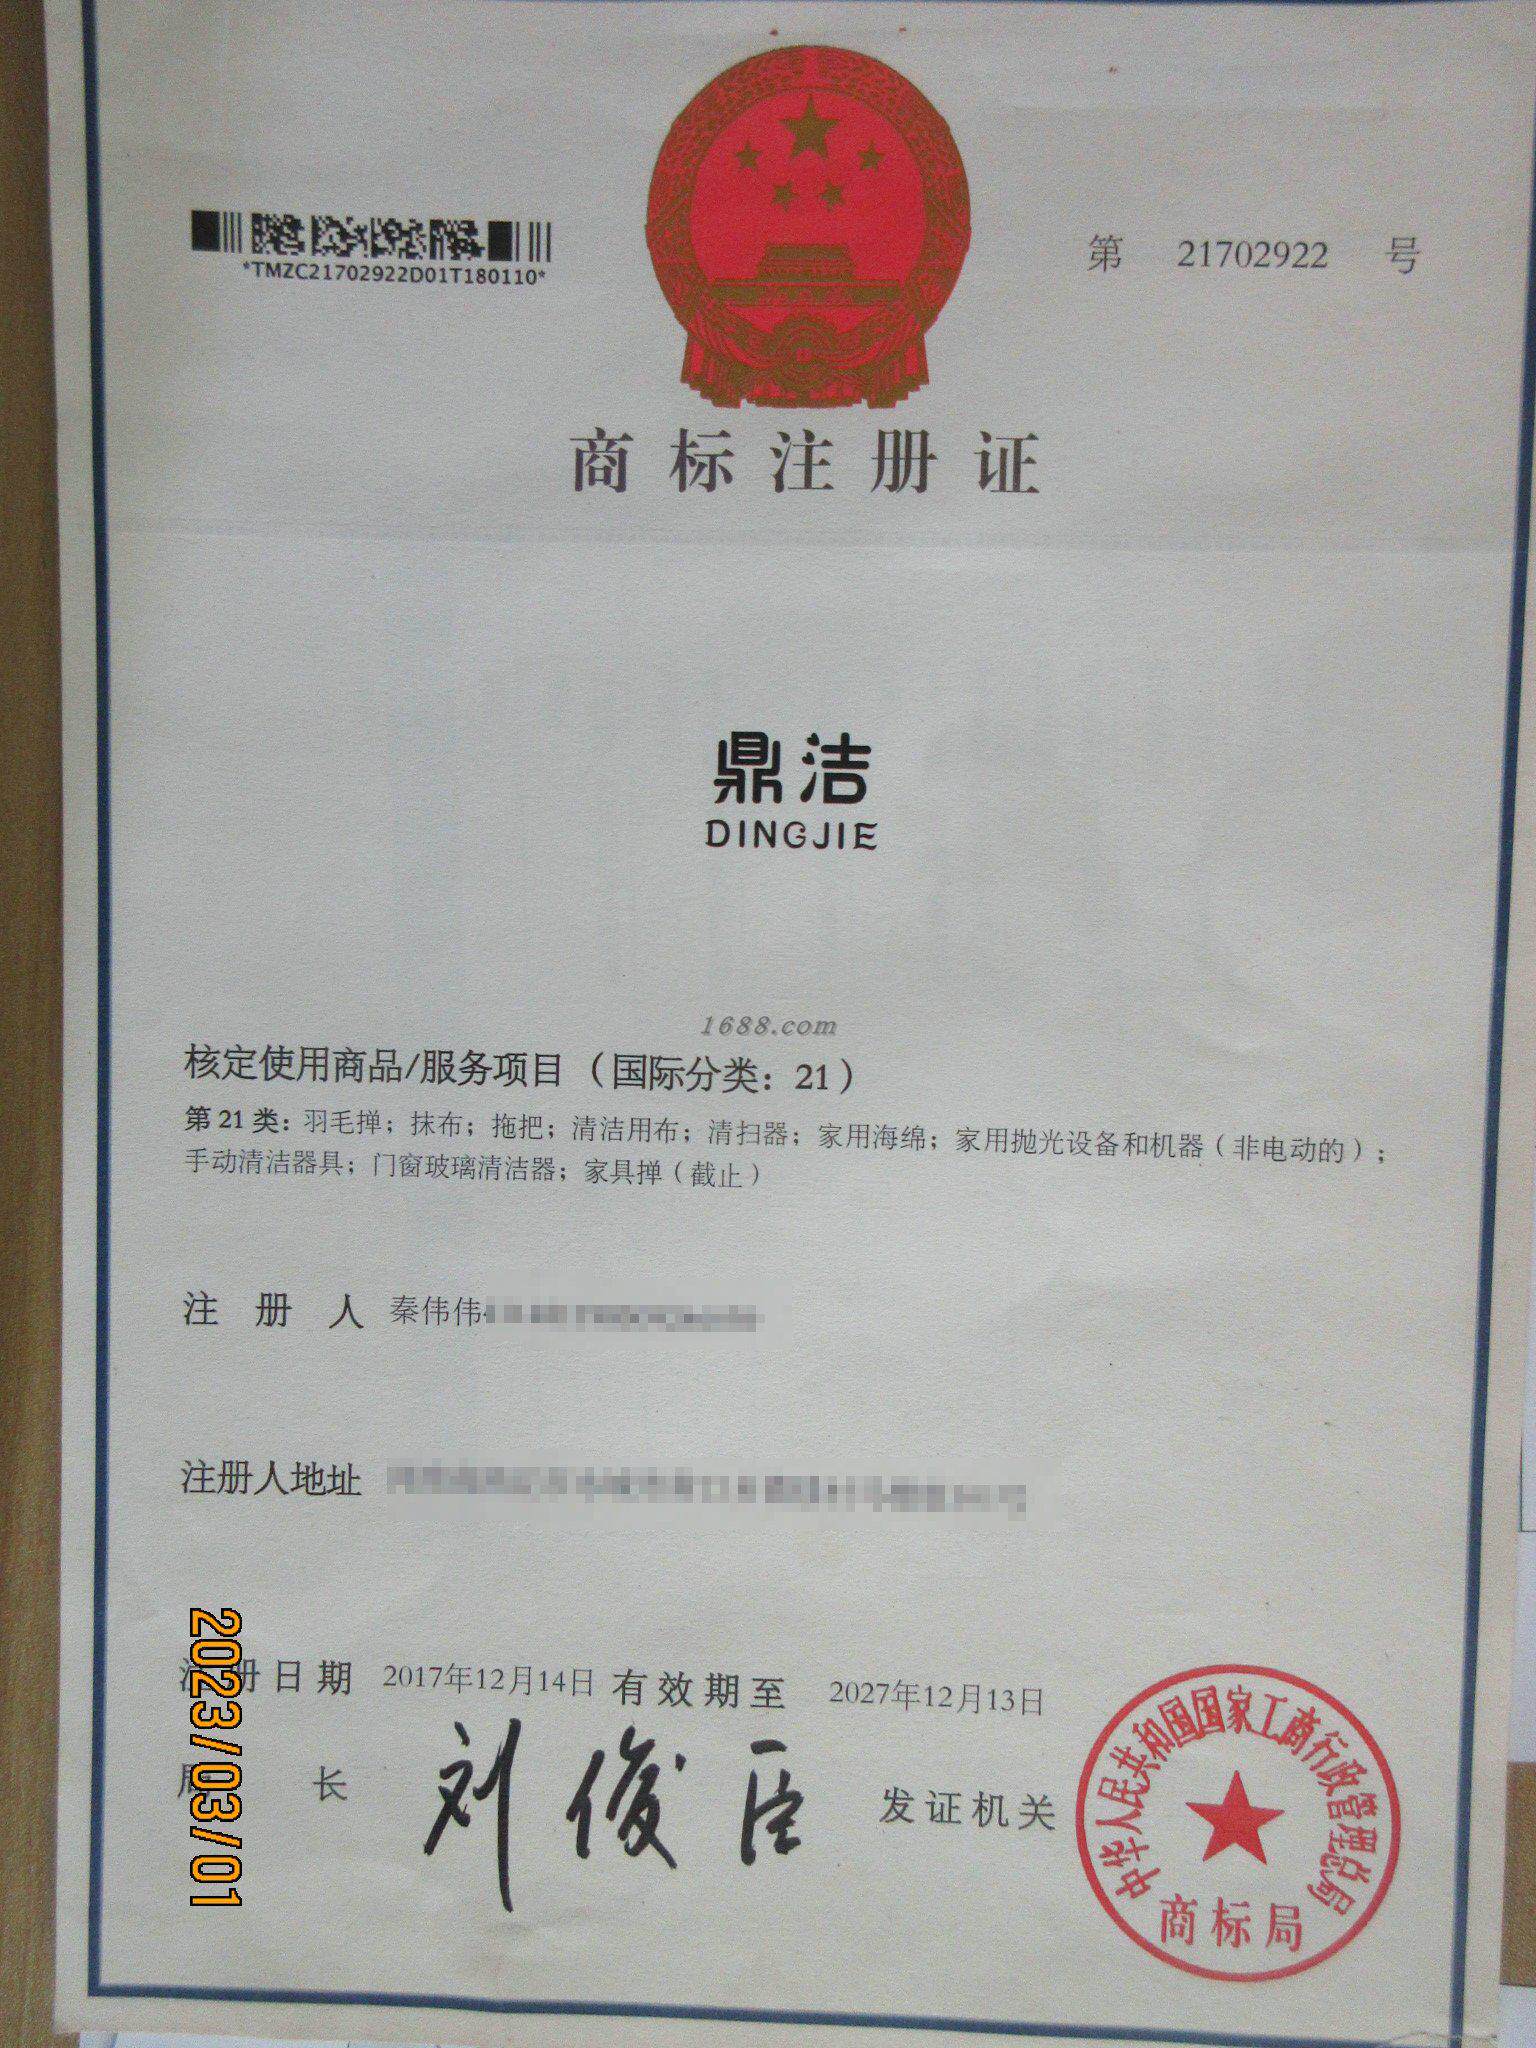 *TMZC21702922D01T180110*
第 21702922 号
商标注册证
鼎洁
DINGJIE
1688.com
核定使用商品/服务项目（国际分类：21）
第21类：羽毛掸；抹布；拖把；清洁用布；清扫器；家用海绵；家用抛光设备和机器（非电动的）；
手动清洁器具；门窗玻璃清洁器；家具掸（截止）
注册人 秦伟伟
注册人地址
注册日期 2017年12月14日 有效期至 2027年12月13日
局长 刘俊臣 发证机关
中华人民共和国国家工商行政管理总局
商标局
2023/03/01